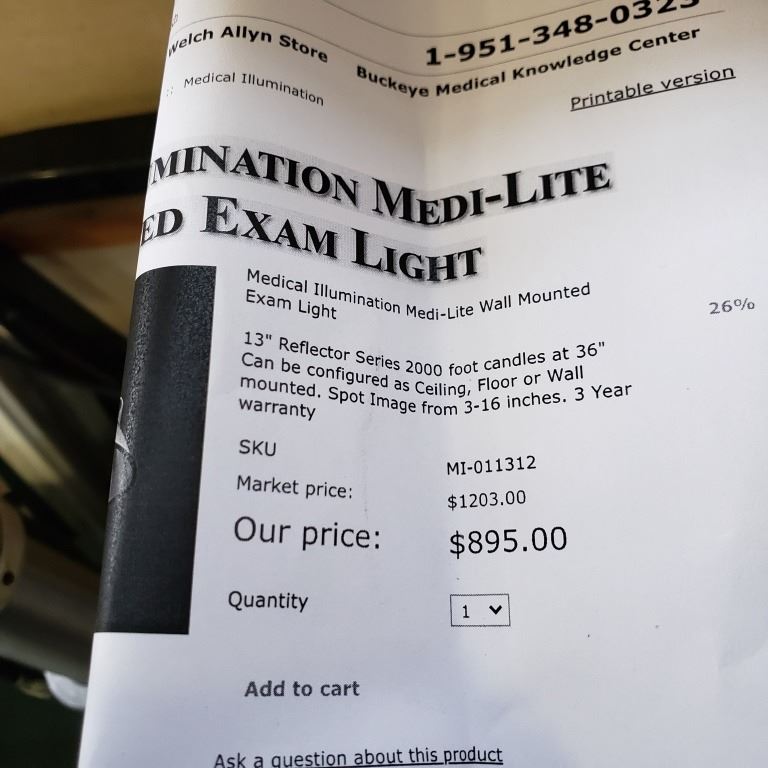 1-951-348-0323
Welch Allyn Store
Buckeye Medical Knowledge Center
:: Medical Illumination
Printable version
MINATION MEDI-LITE
ED EXAM LIGHT
Medical Illumination Medi-Lite Wall Mounted
Exam Light
26%
13" Reflector Series 2000 foot candles at 36"
Can be configured as Ceiling, Floor or Wall
mounted. Spot Image from 3-16 inches. 3 Year
warranty
SKU
MI-011312
Market price:
$1203.00
Our price:
$895.00
Quantity
1
Add to cart
Ask a question about this product